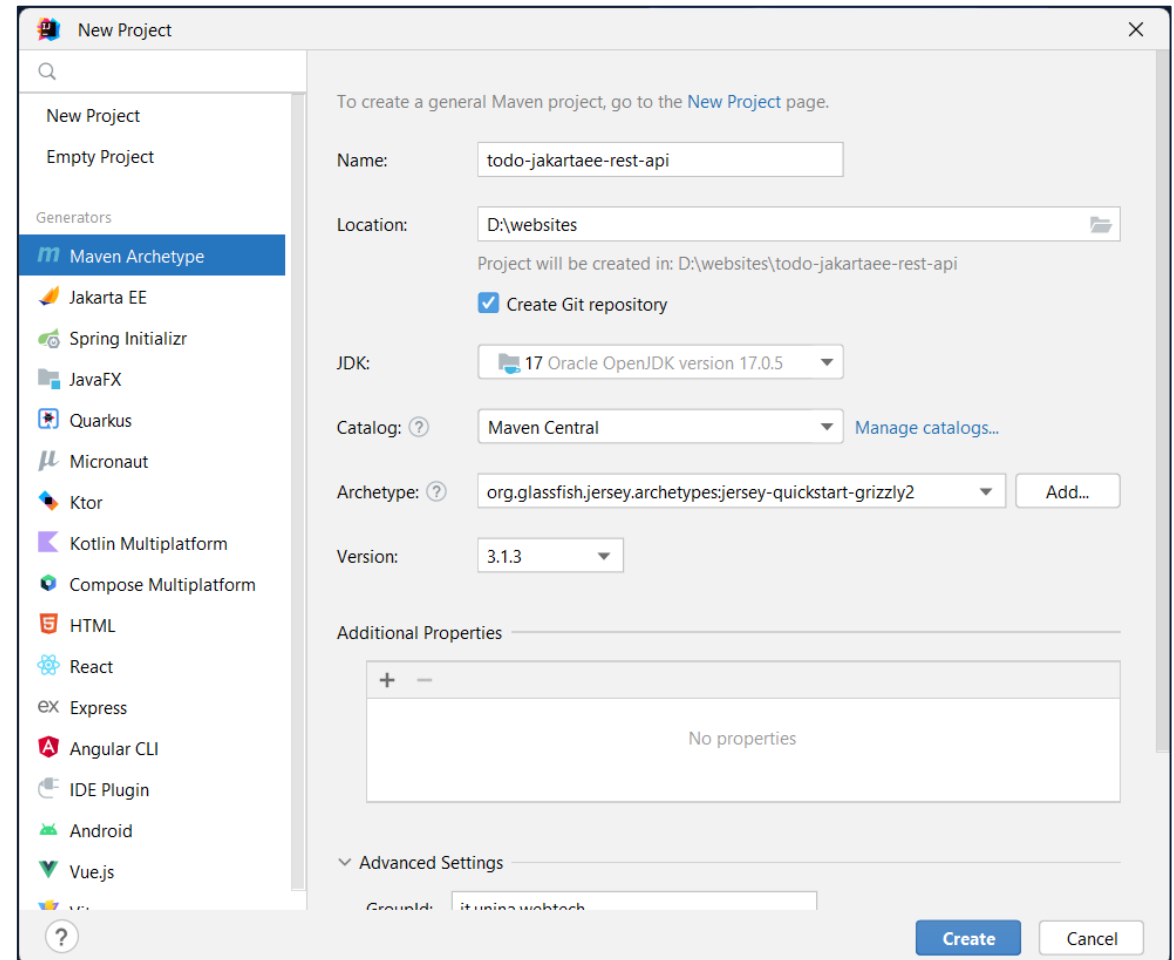 New Project
New Project
Empty Project
Generators
Maven Archetype
Jakarta EE
Spring Initializr
JavaFX
Quarkus
Micronaut
Ktor
Kotlin Multiplatform
Compose Multiplatform
HTML
React
ex Express
Angular CLI
IDE Plugin
Android
Vue.js
To create a general Maven project, go to the New Project page.
Name: todo-jakartaee-rest-api
Location: D:\websites
Project will be created in: D:\websites\todo-jakartaee-rest-api
Create Git repository
JDK: 17 Oracle OpenJDK version 17.0.5
Catalog: ? Maven Central Manage catalogs...
Archetype: ? org.glassfish.jersey.archetypes:jersey-quickstart-grizzly2 Add...
Version: 3.1.3
Additional Properties
No properties
Advanced Settings
GroupId: it.unina.webtech
? Create Cancel